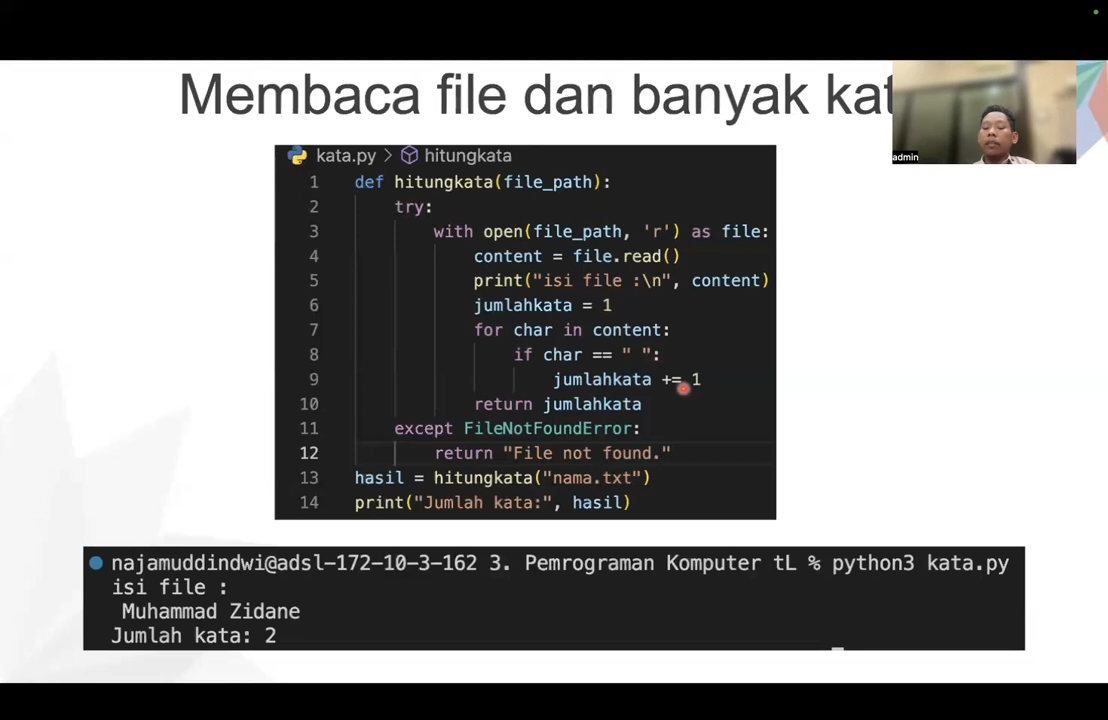 Membaca file dan banyak kat
admin
kata.py > hitungkata
1 def hitungkata(file_path):
2 try:
3 with open(file_path, 'r') as file:
4 content = file.read()
5 print("isi file :\n", content)
6 jumlahkata = 1
7 for char in content:
8 if char == " ":
9 jumlahkata += 1
10 return jumlahkata
11 except FileNotFoundError:
12 return "File not found."
13 hasil = hitungkata("nama.txt")
14 print("Jumlah kata:", hasil)
najamuddindwi@adsl-172-10-3-162 3. Pemrograman Komputer tL % python3 kata.py
isi file :
Muhammad Zidane
Jumlah kata: 2